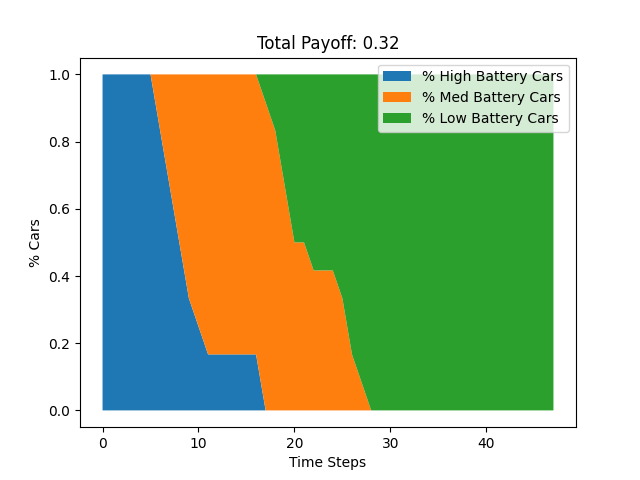 Total Payoff: 0.32
% High Battery Cars
% Med Battery Cars
% Low Battery Cars
1.0
0.8
0.6
0.4
0.2
0.0
% Cars
0 10 20 30 40
Time Steps